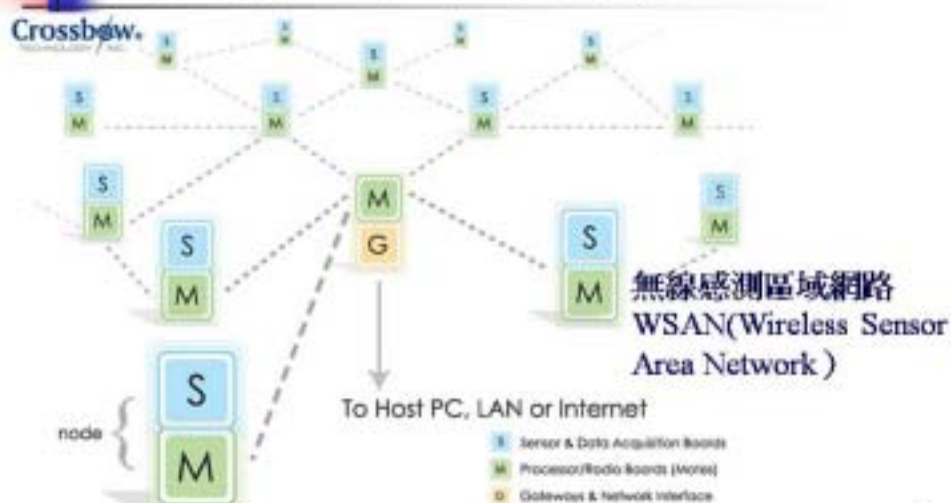 Crossbow.
TECHNOLOGY INC.
S
M
S
M
S
M
S
M
S
M
S
M
S
M
S
M
S
M
S
M
M
G
S
M
S
M
S
M
無線感測區域網路
WSAN(Wireless Sensor
Area Network )
To Host PC, LAN or Internet
node
S
M
S Sensor & Data Acquisition Boards
M Processor/Radio Boards (Motes)
G Gateways & Network Interface